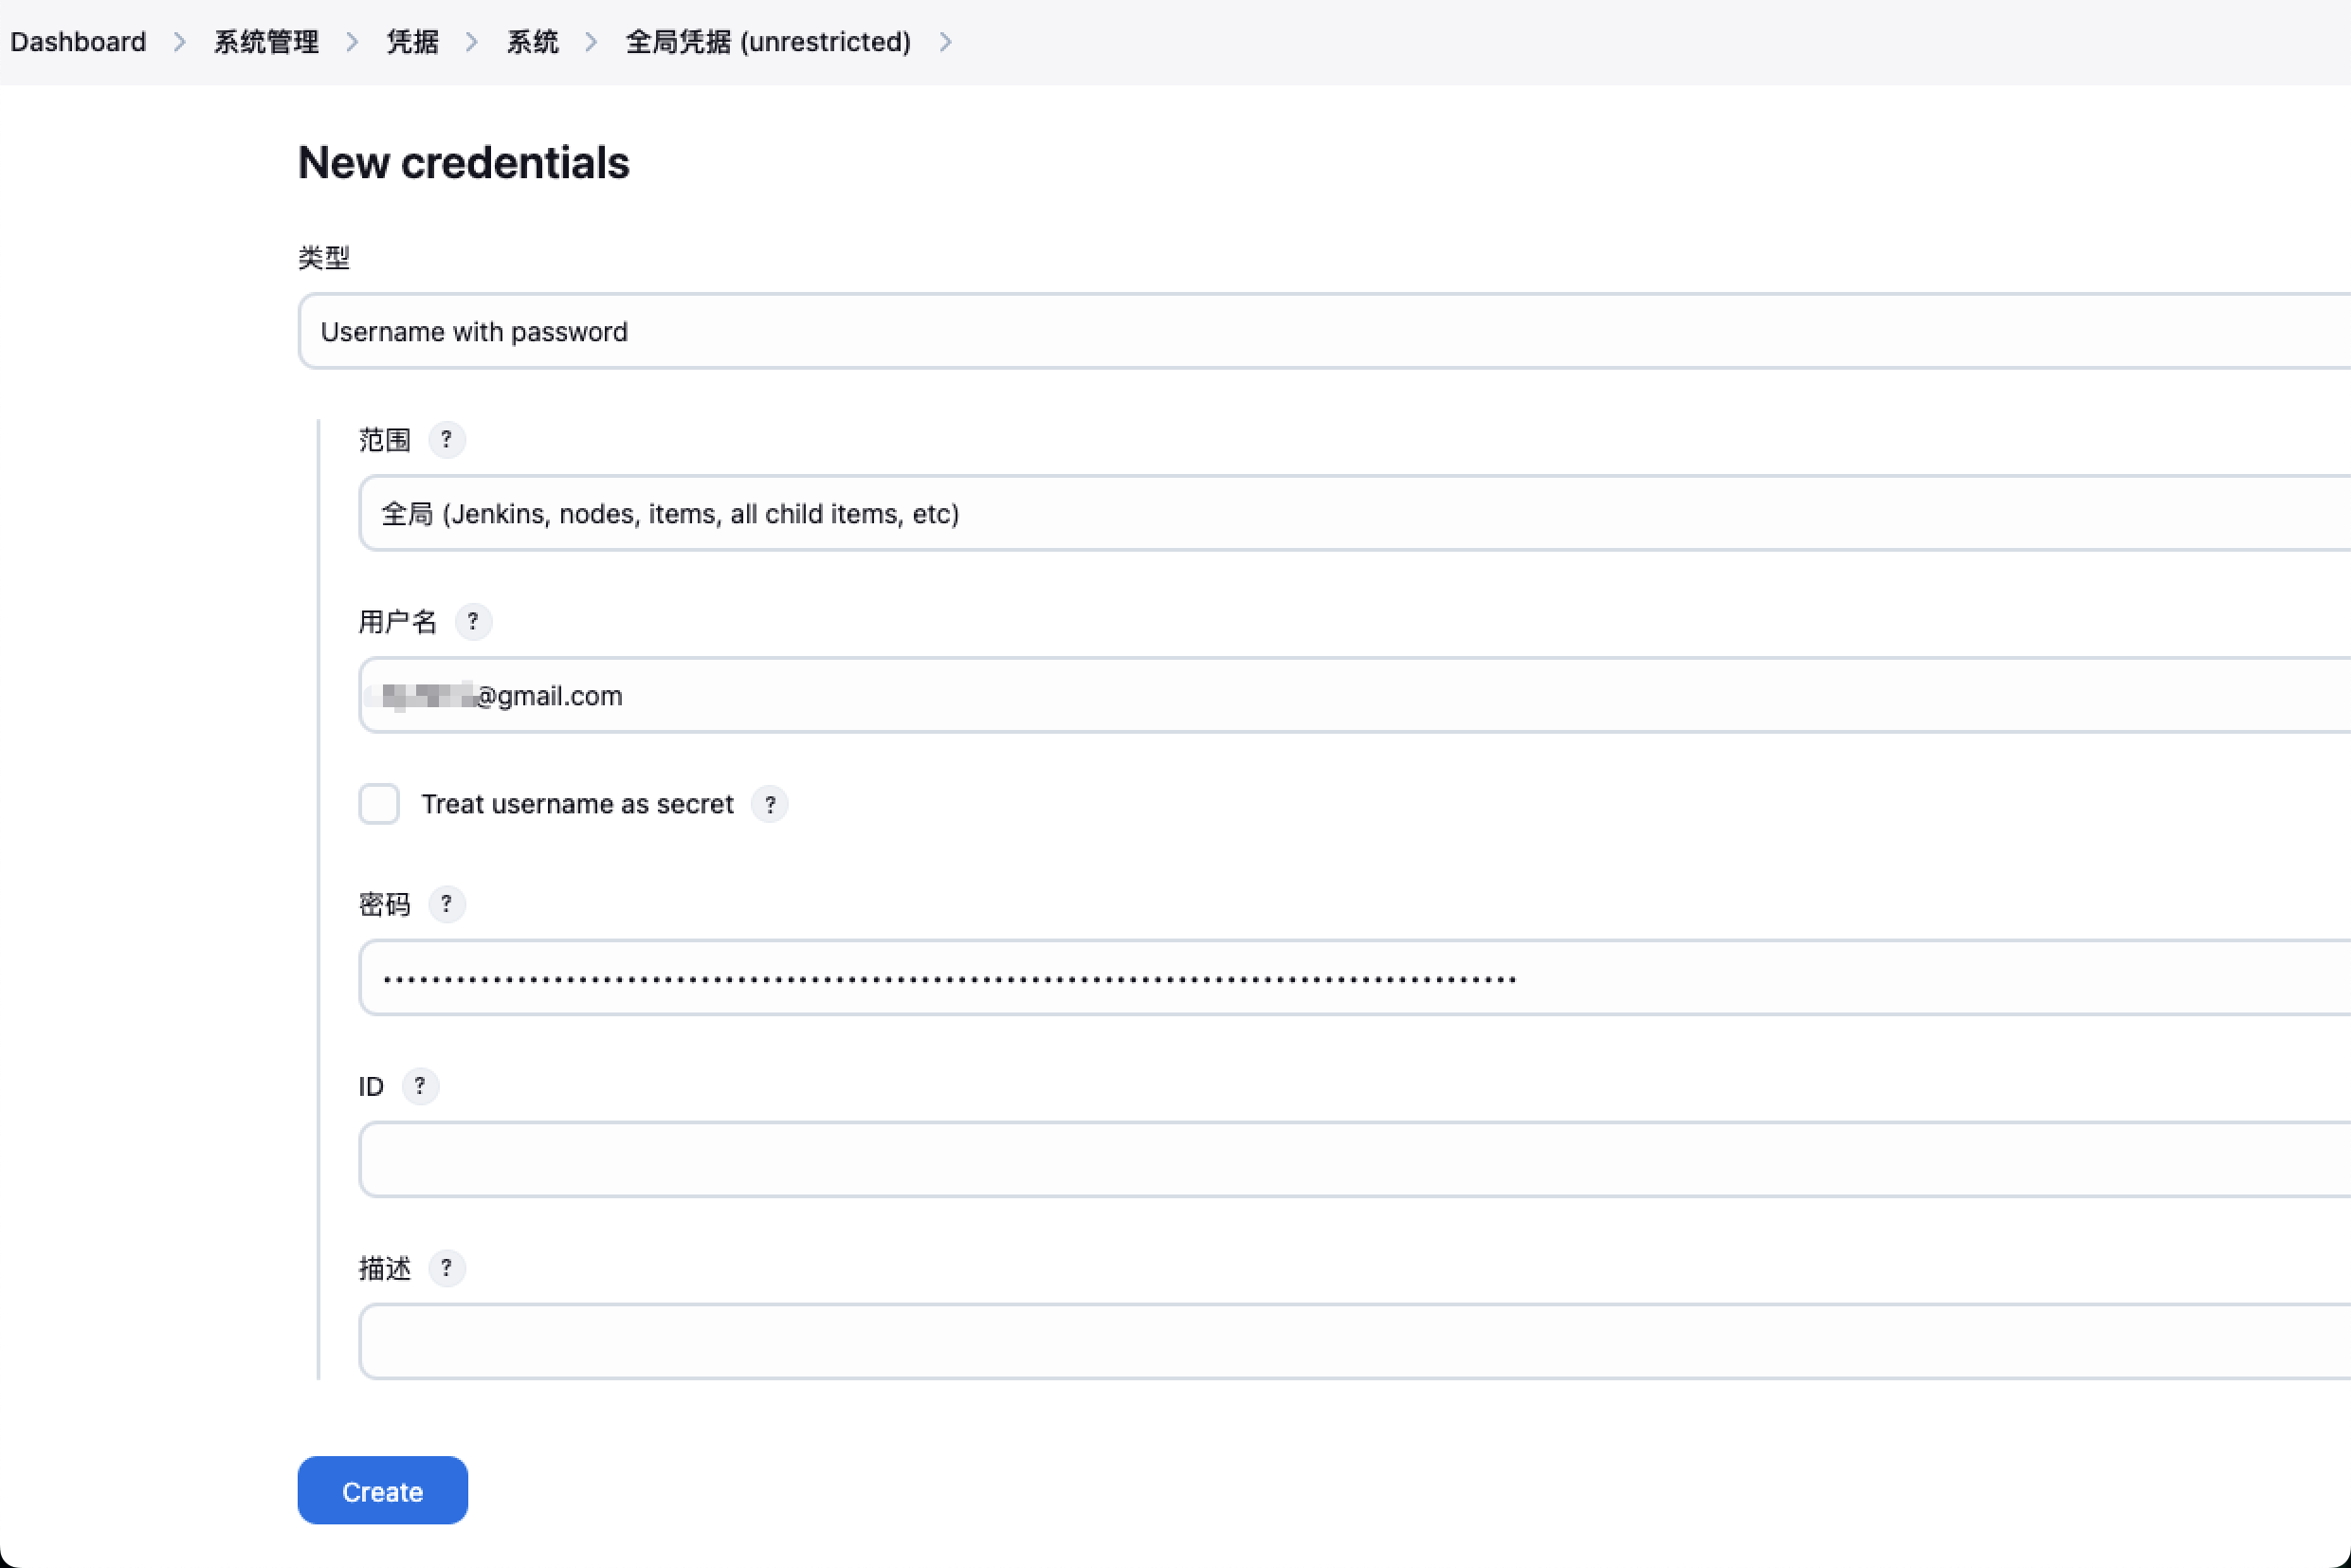 Dashboard > 系统管理 > 凭据 > 系统 > 全局凭据 (unrestricted) >
New credentials
类型
Username with password
范围 ?
全局 (Jenkins, nodes, items, all child items, etc)
用户名 ?
@gmail.com
Treat username as secret ?
密码 ?
ID ?
描述 ?
Create